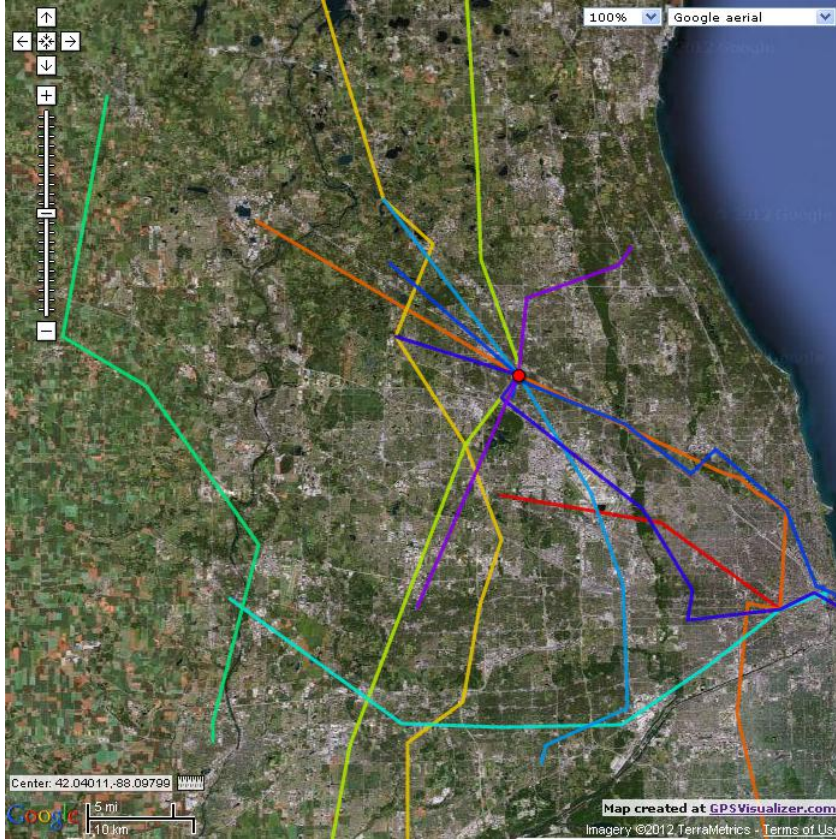 100%
Google aerial
Center: 42.04011,-88.09799
Google
5 mi
10 km
Map created at GPSVisualizer.com
Imagery ©2012 TerraMetrics - Terms of Us